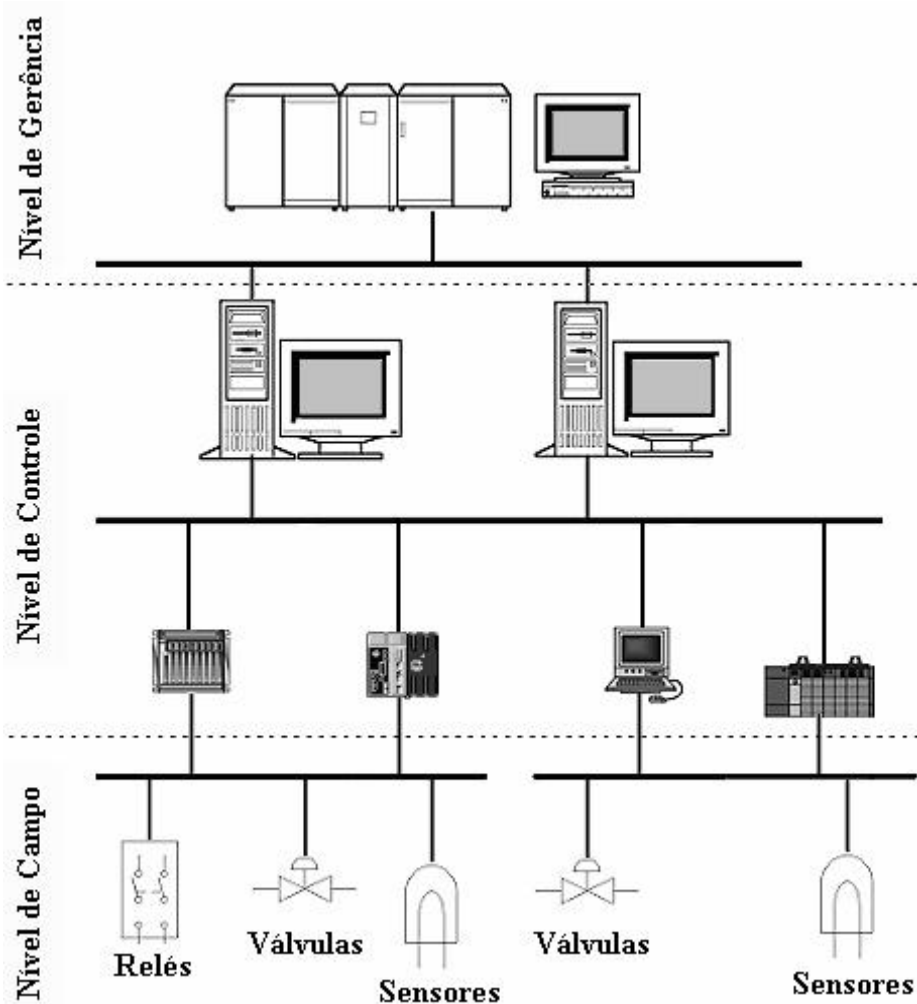 Nível de Gerência
Nível de Controle
Nível de Campo
Relés
Válvulas
Sensores
Válvulas
Sensores